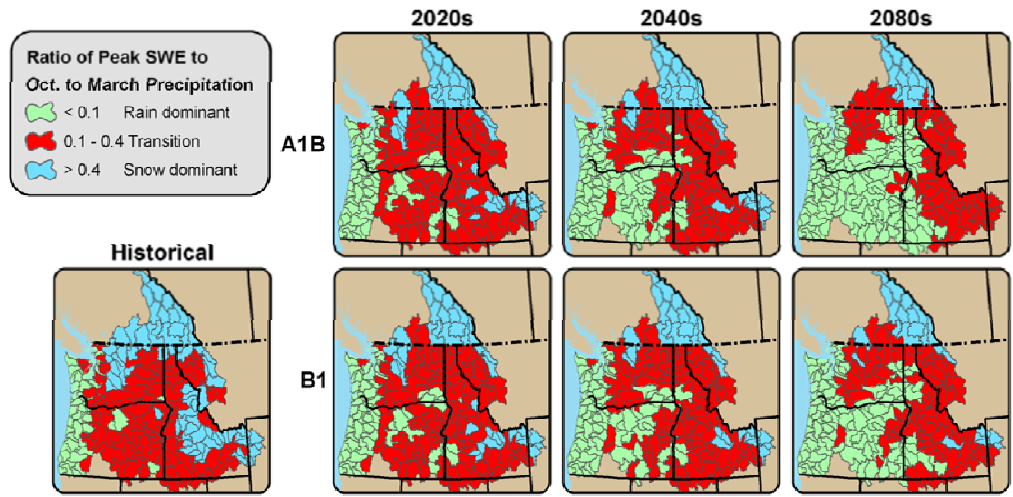 2020s 2040s 2080s
Ratio of Peak SWE to
Oct. to March Precipitation
< 0.1 Rain dominant
0.1 - 0.4 Transition
> 0.4 Snow dominant
A1B
Historical
B1